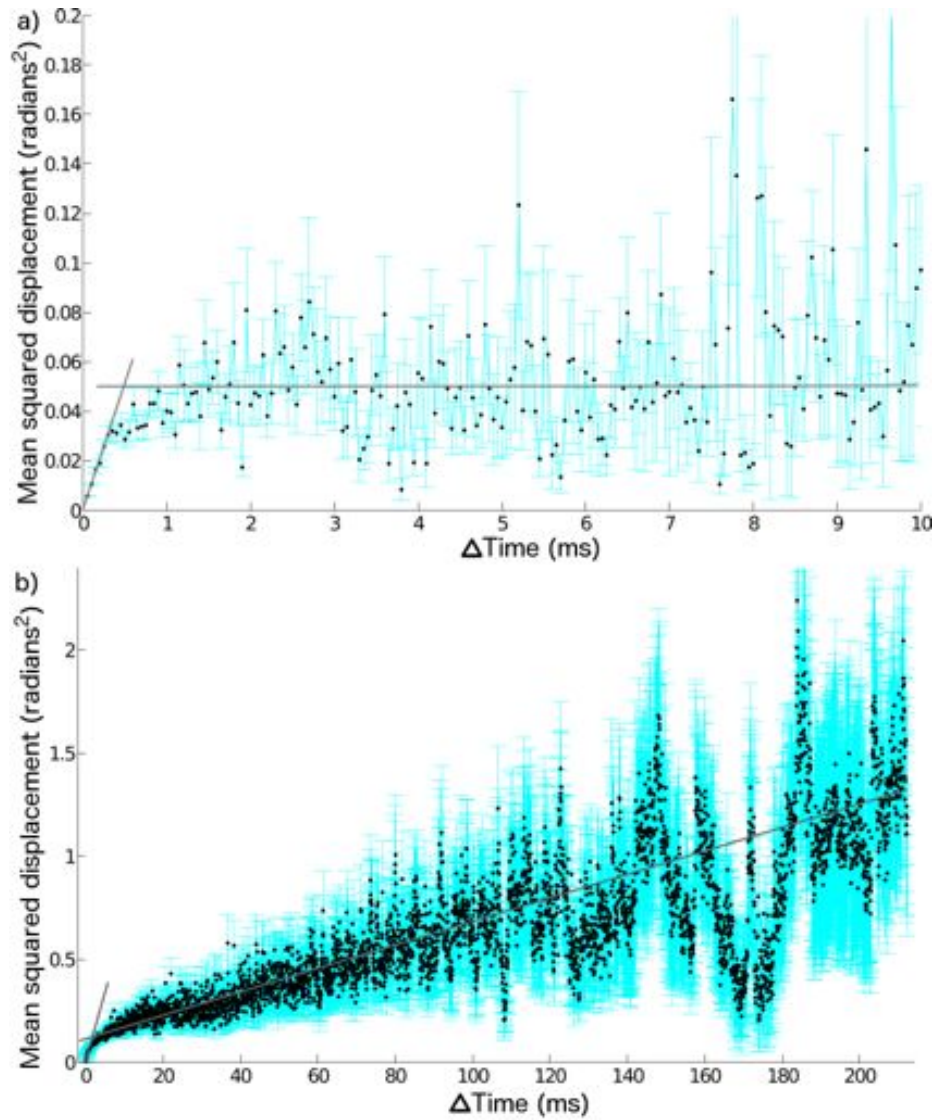 a)
Mean squared displacement (radians²)
0.2
0.18
0.16
0.14
0.12
0.1
0.08
0.06
0.04
0.02
0
0 1 2 3 4 5 6 7 8 9 10
ΔTime (ms)
b)
Mean squared displacement (radians²)
2
1.5
1
0.5
0
0 20 40 60 80 100 120 140 160 180 200
ΔTime (ms)